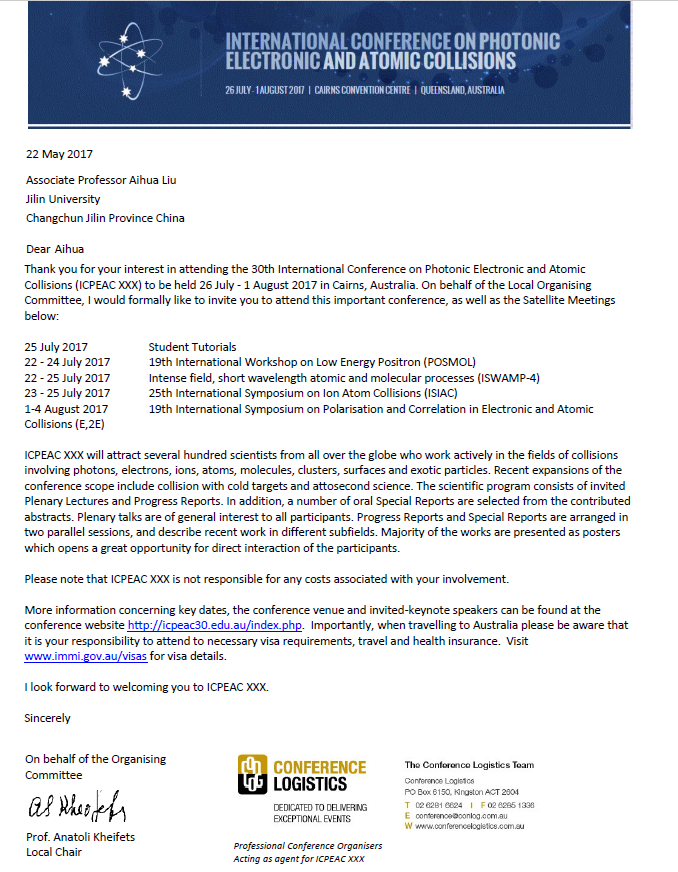 INTERNATIONAL CONFERENCE ON PHOTONIC
ELECTRONIC AND ATOMIC COLLISIONS
26 JULY - 1 AUGUST 2017 | CAIRNS CONVENTION CENTRE | QUEENSLAND, AUSTRALIA
22 May 2017
Associate Professor Aihua Liu
Jilin University
Changchun Jilin Province China
Dear Aihua
Thank you for your interest in attending the 30th International Conference on Photonic Electronic and Atomic
Collisions (ICPEAC XXX) to be held 26 July - 1 August 2017 in Cairns, Australia. On behalf of the Local Organising
Committee, I would formally like to invite you to attend this important conference, as well as the Satellite Meetings
below:
25 July 2017 Student Tutorials
22 - 24 July 2017 19th International Workshop on Low Energy Positron (POSMOL)
22 - 25 July 2017 Intense field, short wavelength atomic and molecular processes (ISWAMP-4)
23 - 25 July 2017 25th International Symposium on Ion Atom Collisions (ISIAC)
1-4 August 2017 19th International Symposium on Polarisation and Correlation in Electronic and Atomic
Collisions (E,2E)
ICPEAC XXX will attract several hundred scientists from all over the globe who work actively in the fields of collisions
involving photons, electrons, ions, atoms, molecules, clusters, surfaces and exotic particles. Recent expansions of the
conference scope include collision with cold targets and attosecond science. The scientific program consists of invited
Plenary Lectures and Progress Reports. In addition, a number of oral Special Reports are selected from the contributed
abstracts. Plenary talks are of general interest to all participants. Progress Reports and Special Reports are arranged in
two parallel sessions, and describe recent work in different subfields. Majority of the works are presented as posters
which opens a great opportunity for direct interaction of the participants.
Please note that ICPEAC XXX is not responsible for any costs associated with your involvement.
More information concerning key dates, the conference venue and invited-keynote speakers can be found at the
conference website http://icpeac30.edu.au/index.php. Importantly, when travelling to Australia please be aware that
it is your responsibility to attend to necessary visa requirements, travel and health insurance. Visit
www.immi.gov.au/visas for visa details.
I look forward to welcoming you to ICPEAC XXX.
Sincerely
On behalf of the Organising
Committee
Prof. Anatoli Kheifets
Local Chair
CONFERENCE
LOGISTICS
DEDICATED TO DELIVERING
EXCEPTIONAL EVENTS
Professional Conference Organisers
Acting as agent for ICPEAC XXX
The Conference Logistics Team
Conference Logistics
PO Box 6150, Kingston ACT 2604
T 02 6281 6624 | F 02 6285 1336
E conference@conlog.com.au
W www.conferencelogistics.com.au